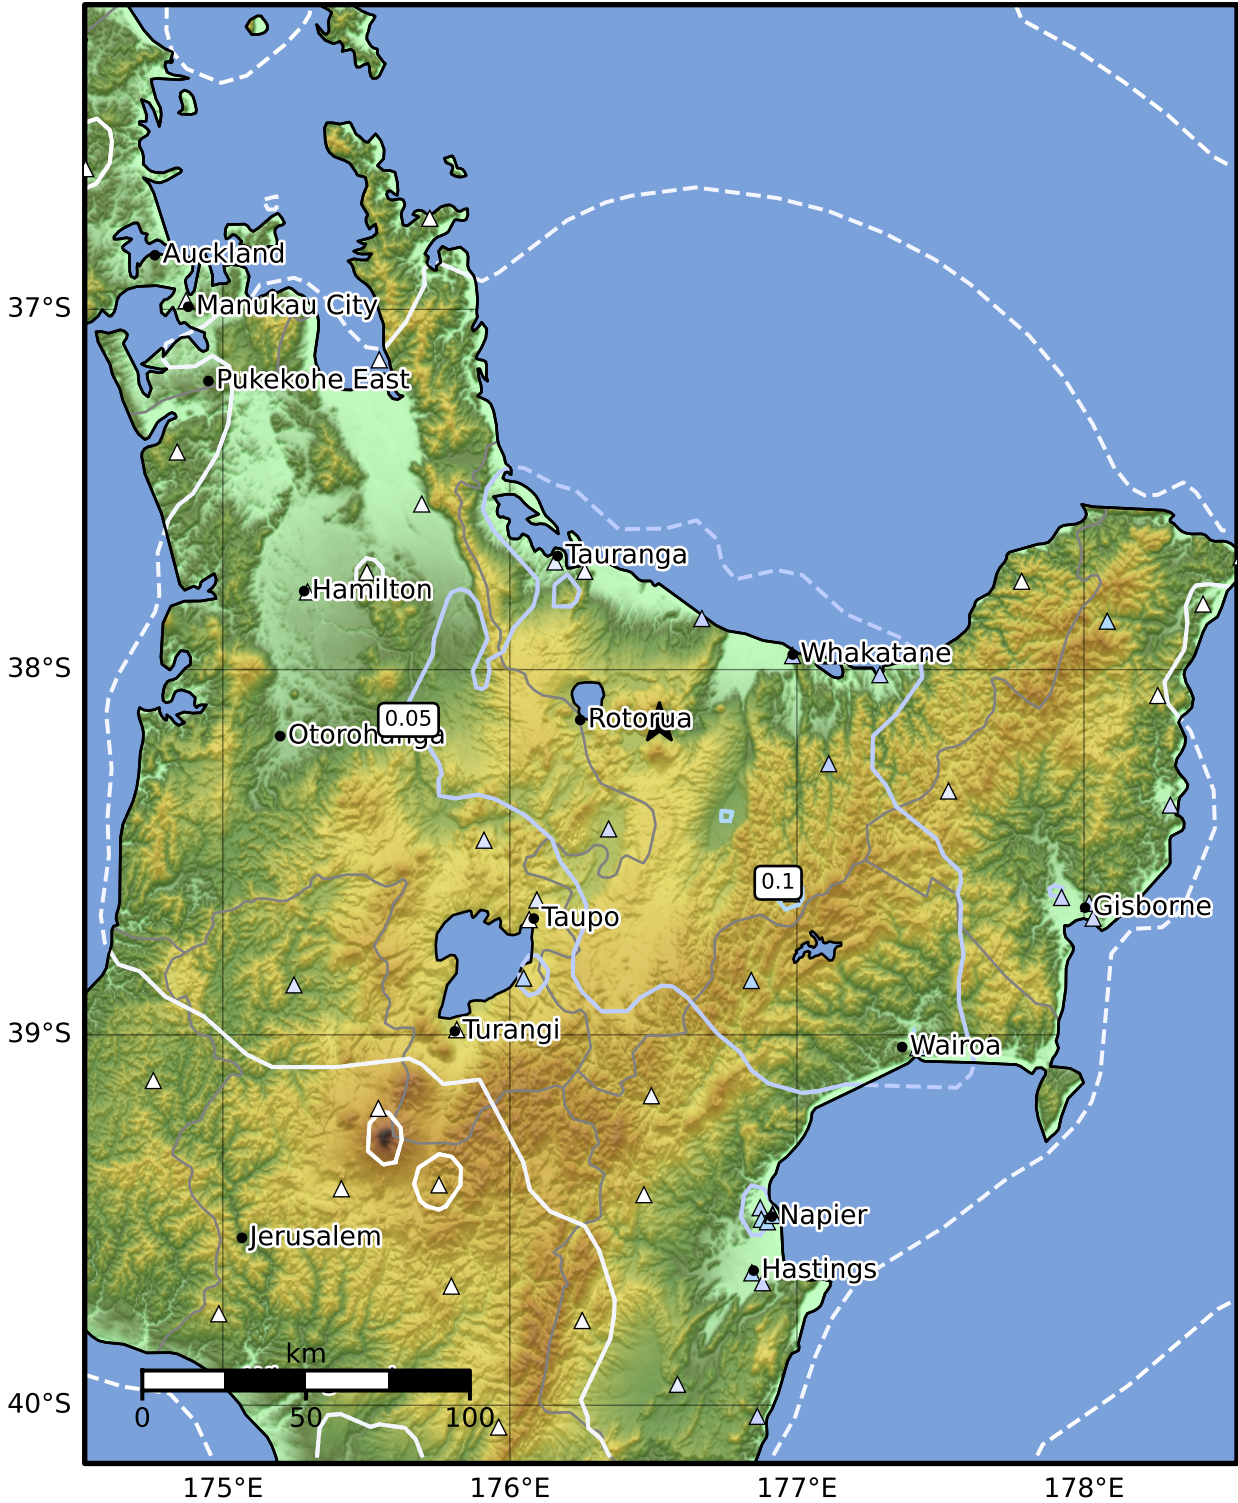 Auckland
37°S
Manukau City
Pukekohe East
Tauranga
Hamilton
Whakatane
38°S
0.05
Rotorua
Otorohanga
0.1
Taupo
Gisborne
39°S
Turangi
Wairoa
Napier
Jerusalem
Hastings
km
0 50 100
40°S
175°E 176°E 177°E 178°E